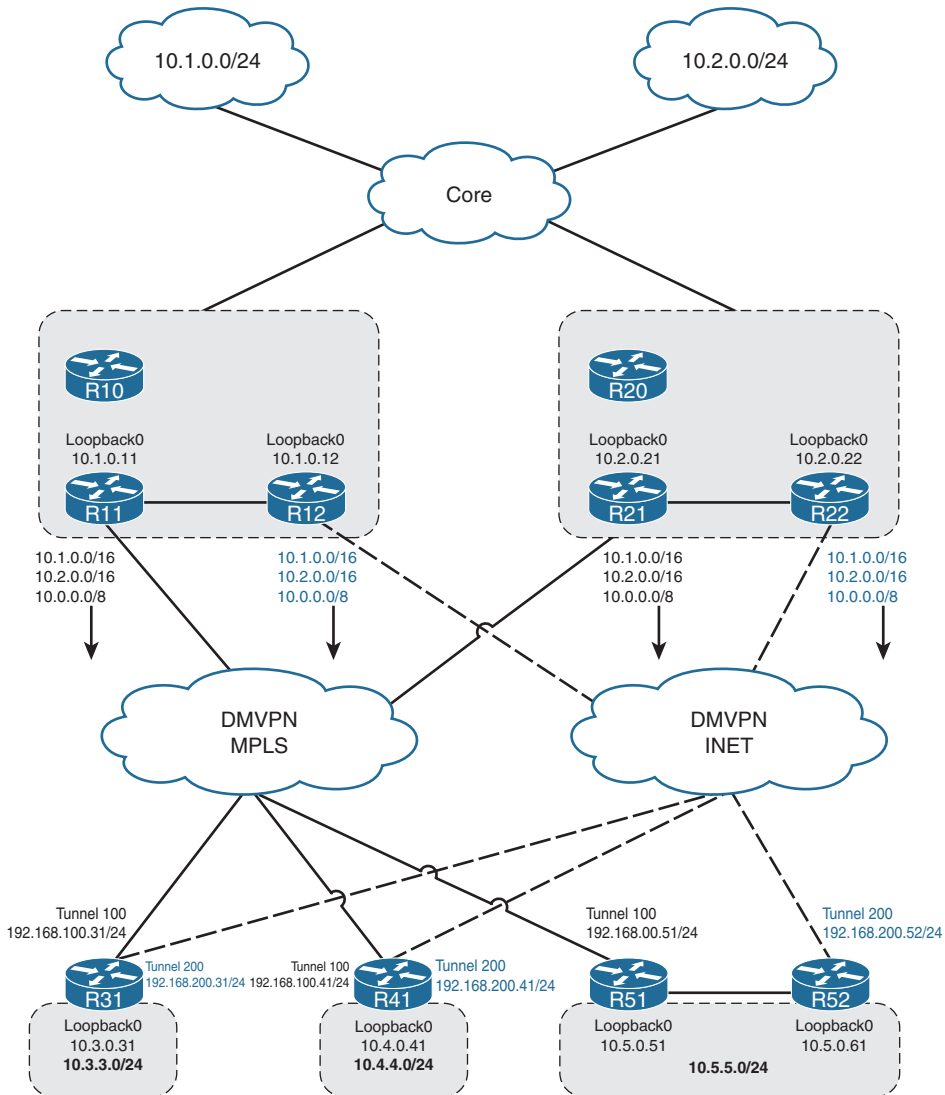 10.1.0.0/24
10.2.0.0/24
Core
R10
R20
Loopback0
10.1.0.11
Loopback0
10.1.0.12
Loopback0
10.2.0.21
Loopback0
10.2.0.22
R11
R12
R21
R22
10.1.0.0/16
10.2.0.0/16
10.0.0.0/8
10.1.0.0/16
10.2.0.0/16
10.0.0.0/8
10.1.0.0/16
10.2.0.0/16
10.0.0.0/8
10.1.0.0/16
10.2.0.0/16
10.0.0.0/8
DMVPN
MPLS
DMVPN
INET
Tunnel 100
192.168.100.31/24
Tunnel 200
192.168.200.31/24
Tunnel 100
192.168.100.41/24
Tunnel 200
192.168.200.41/24
Tunnel 100
192.168.00.51/24
Tunnel 200
192.168.200.52/24
R31
R41
R51
R52
Loopback0
10.3.0.31
10.3.3.0/24
Loopback0
10.4.0.41
10.4.4.0/24
Loopback0
10.5.0.51
Loopback0
10.5.0.61
10.5.5.0/24